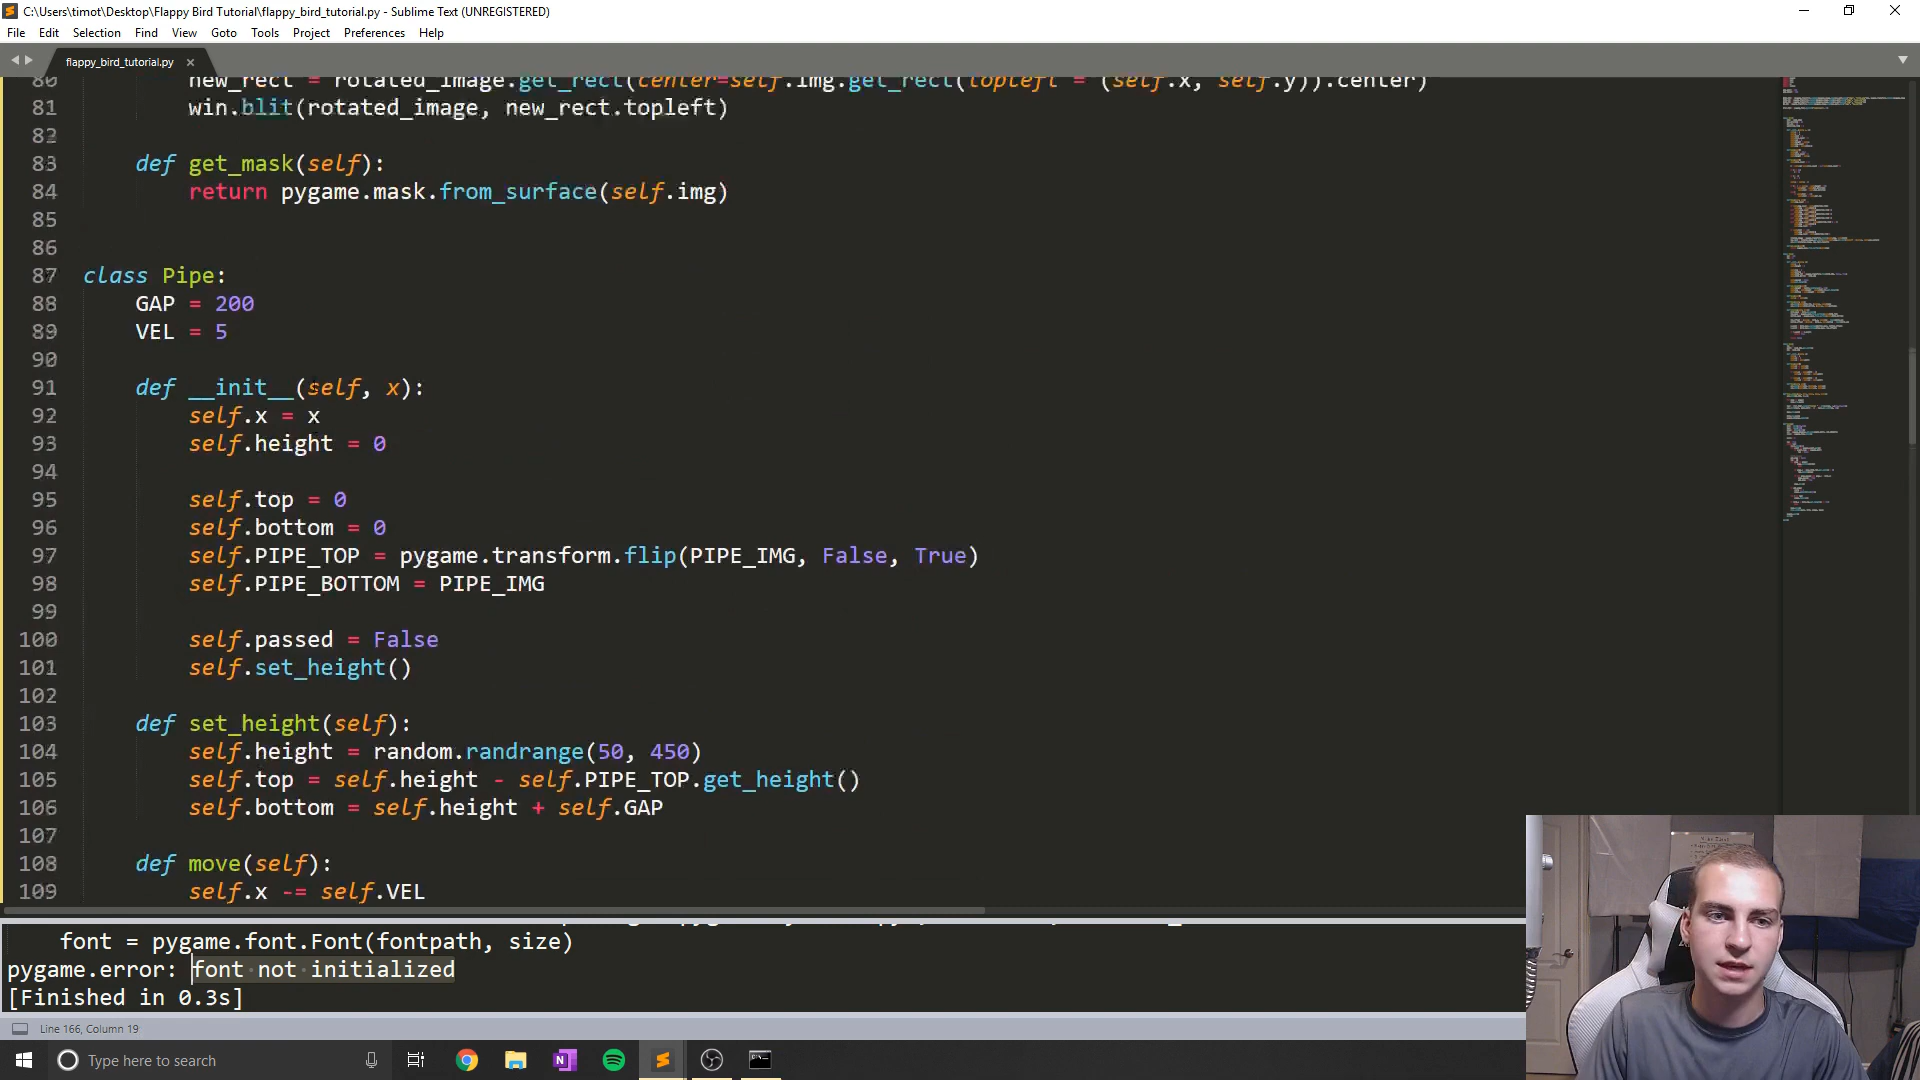 C:\Users\timot\Desktop\Flappy Bird Tutorial\flappy_bird_tutorial.py - Sublime Text (UNREGISTERED)
File Edit Selection Find View Goto Tools Project Preferences Help
flappy_bird_tutorial.py
80 new_rect = rotated_image.get_rect(center=self.img.get_rect(topleft = (self.x, self.y)).center)
81 win.blit(rotated_image, new_rect.topleft)
82
83 def get_mask(self):
84 return pygame.mask.from_surface(self.img)
85
86
87 class Pipe:
88 GAP = 200
89 VEL = 5
90
91 def __init__(self, x):
92 self.x = x
93 self.height = 0
94
95 self.top = 0
96 self.bottom = 0
97 self.PIPE_TOP = pygame.transform.flip(PIPE_IMG, False, True)
98 self.PIPE_BOTTOM = PIPE_IMG
99
100 self.passed = False
101 self.set_height()
102
103 def set_height(self):
104 self.height = random.randrange(50, 450)
105 self.top = self.height - self.PIPE_TOP.get_height()
106 self.bottom = self.height + self.GAP
107
108 def move(self):
109 self.x -= self.VEL
font = pygame.font.Font(fontpath, size)
pygame.error: font not initialized
[Finished in 0.3s]
Line 166, Column 19
Type here to search